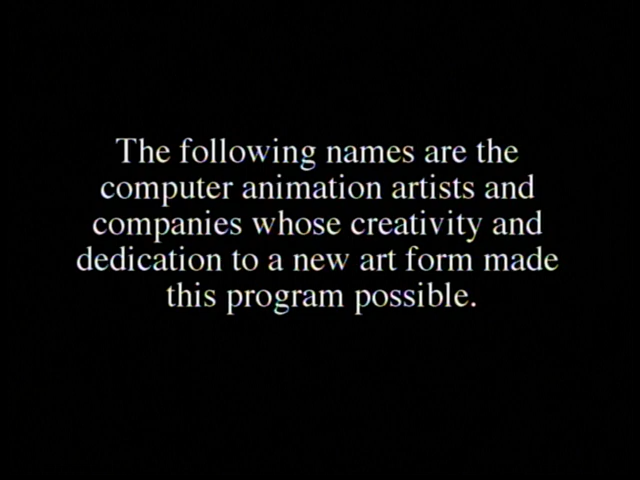 The following names are the
computer animation artists and
companies whose creativity and
dedication to a new art form made
this program possible.